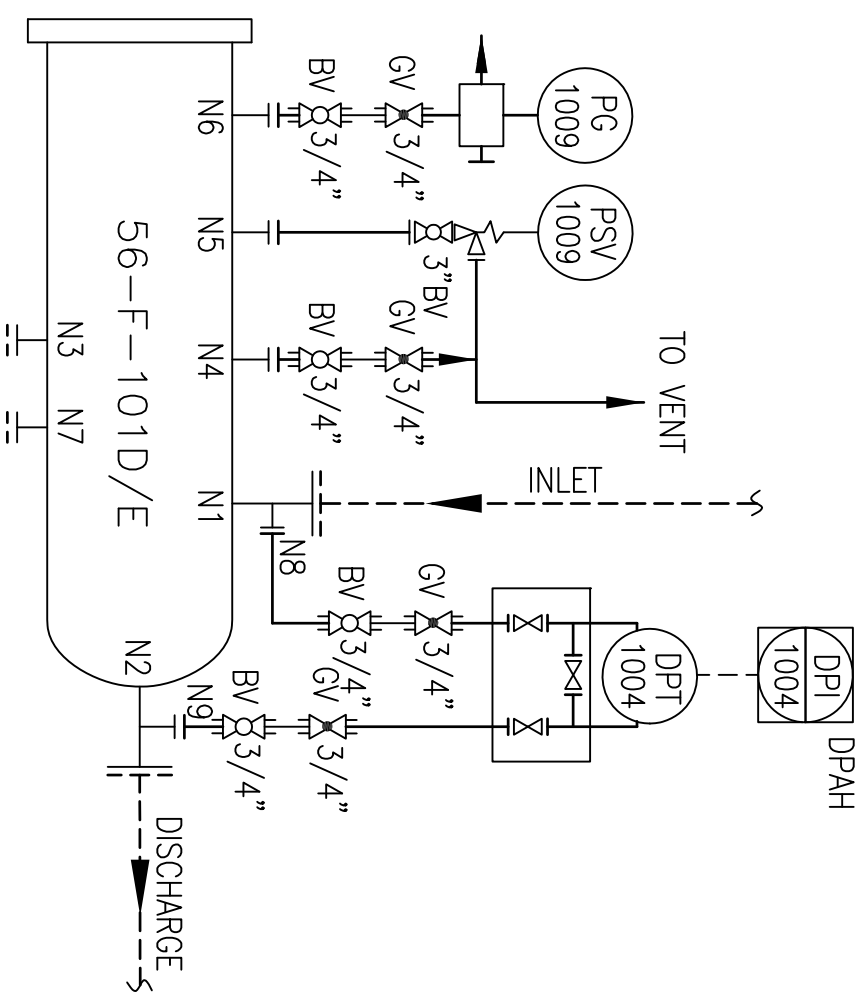 PG
1009
PSV
1009
BV
3/4"
GV
3/4"
3"BV
BV
3/4"
GV
3/4"
TO VENT
N6
N5
N4
N1
56-F-101D/E
N3
N7
INLET
N8
BV
3/4"
GV
3/4"
N2
N9
BV
3/4"
GV
3/4"
DPT
1004
DPI
1004
DPAH
DISCHARGE